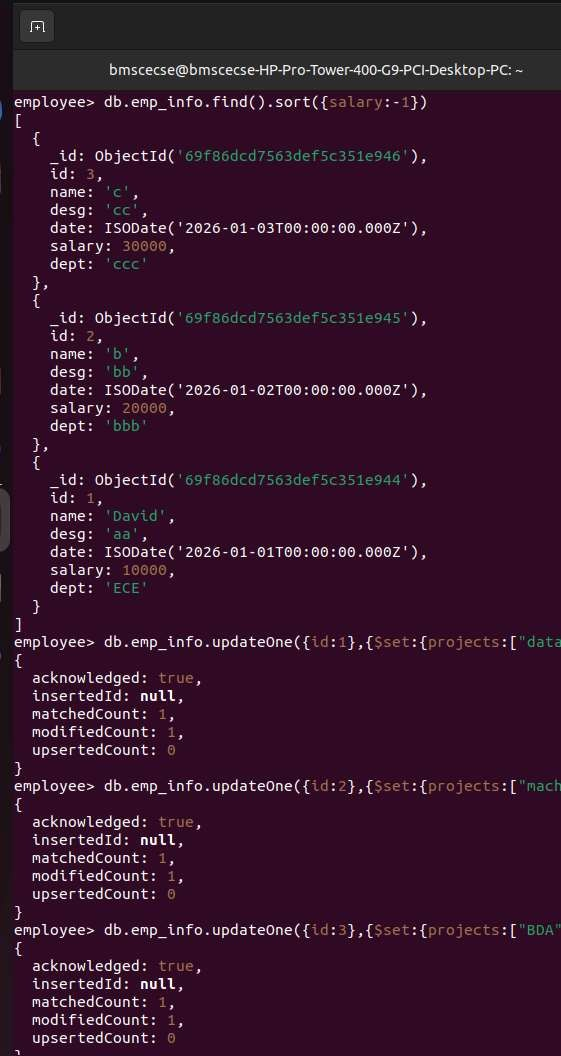 bmscecse@bmscecse-HP-Pro-Tower-400-G9-PCI-Desktop-PC: ~
employee> db.emp_info.find().sort({salary:-1})
[
  {
    _id: ObjectId('69f86dcd7563def5c351e946'),
    id: 3,
    name: 'c',
    desg: 'cc',
    date: ISODate('2026-01-03T00:00:00.000Z'),
    salary: 30000,
    dept: 'ccc'
  },
  {
    _id: ObjectId('69f86dcd7563def5c351e945'),
    id: 2,
    name: 'b',
    desg: 'bb',
    date: ISODate('2026-01-02T00:00:00.000Z'),
    salary: 20000,
    dept: 'bbb'
  },
  {
    _id: ObjectId('69f86dcd7563def5c351e944'),
    id: 1,
    name: 'David',
    desg: 'aa',
    date: ISODate('2026-01-01T00:00:00.000Z'),
    salary: 10000,
    dept: 'ECE'
  }
]
employee> db.emp_info.updateOne({id:1},{$set:{projects:["data
{
  acknowledged: true,
  insertedId: null,
  matchedCount: 1,
  modifiedCount: 1,
  upsertedCount: 0
}
employee> db.emp_info.updateOne({id:2},{$set:{projects:["mach
{
  acknowledged: true,
  insertedId: null,
  matchedCount: 1,
  modifiedCount: 1,
  upsertedCount: 0
}
employee> db.emp_info.updateOne({id:3},{$set:{projects:["BDA"
{
  acknowledged: true,
  insertedId: null,
  matchedCount: 1,
  modifiedCount: 1,
  upsertedCount: 0
}